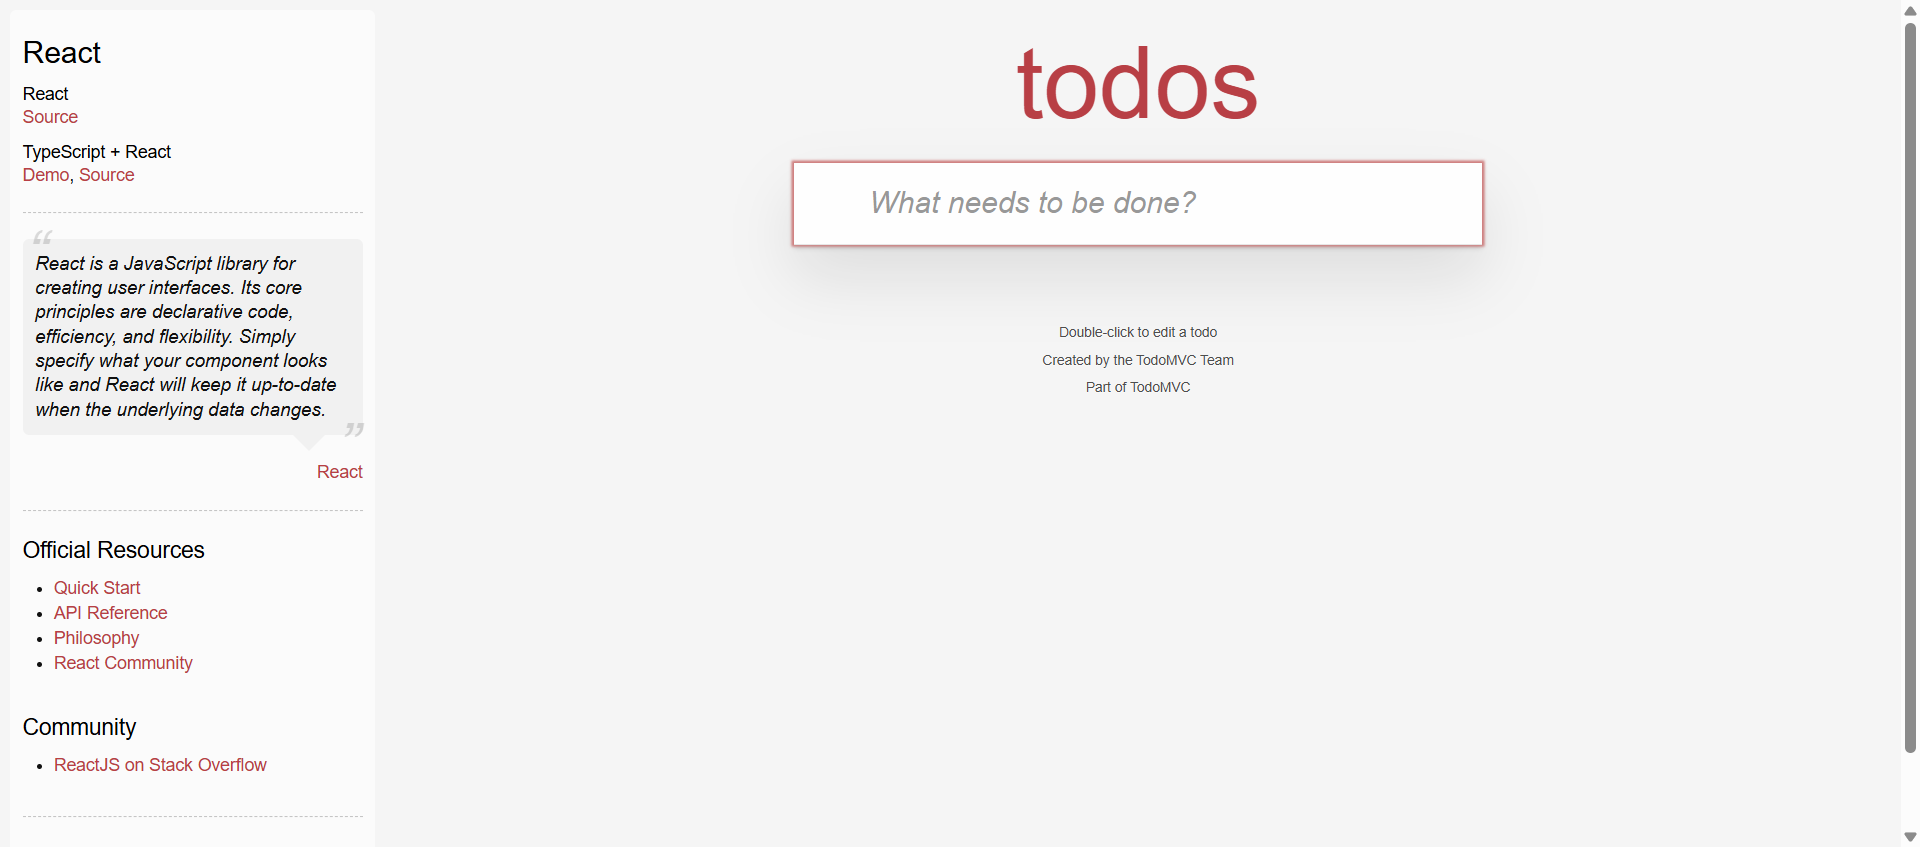 React
React
Source
TypeScript + React
Demo, Source
“
React is a JavaScript library for
creating user interfaces. Its core
principles are declarative code,
efficiency, and flexibility. Simply
specify what your component looks
like and React will keep it up-to-date
when the underlying data changes.
”
React
Official Resources
• Quick Start
• API Reference
• Philosophy
• React Community
Community
• ReactJS on Stack Overflow
todos
What needs to be done?
Double-click to edit a todo
Created by the TodoMVC Team
Part of TodoMVC